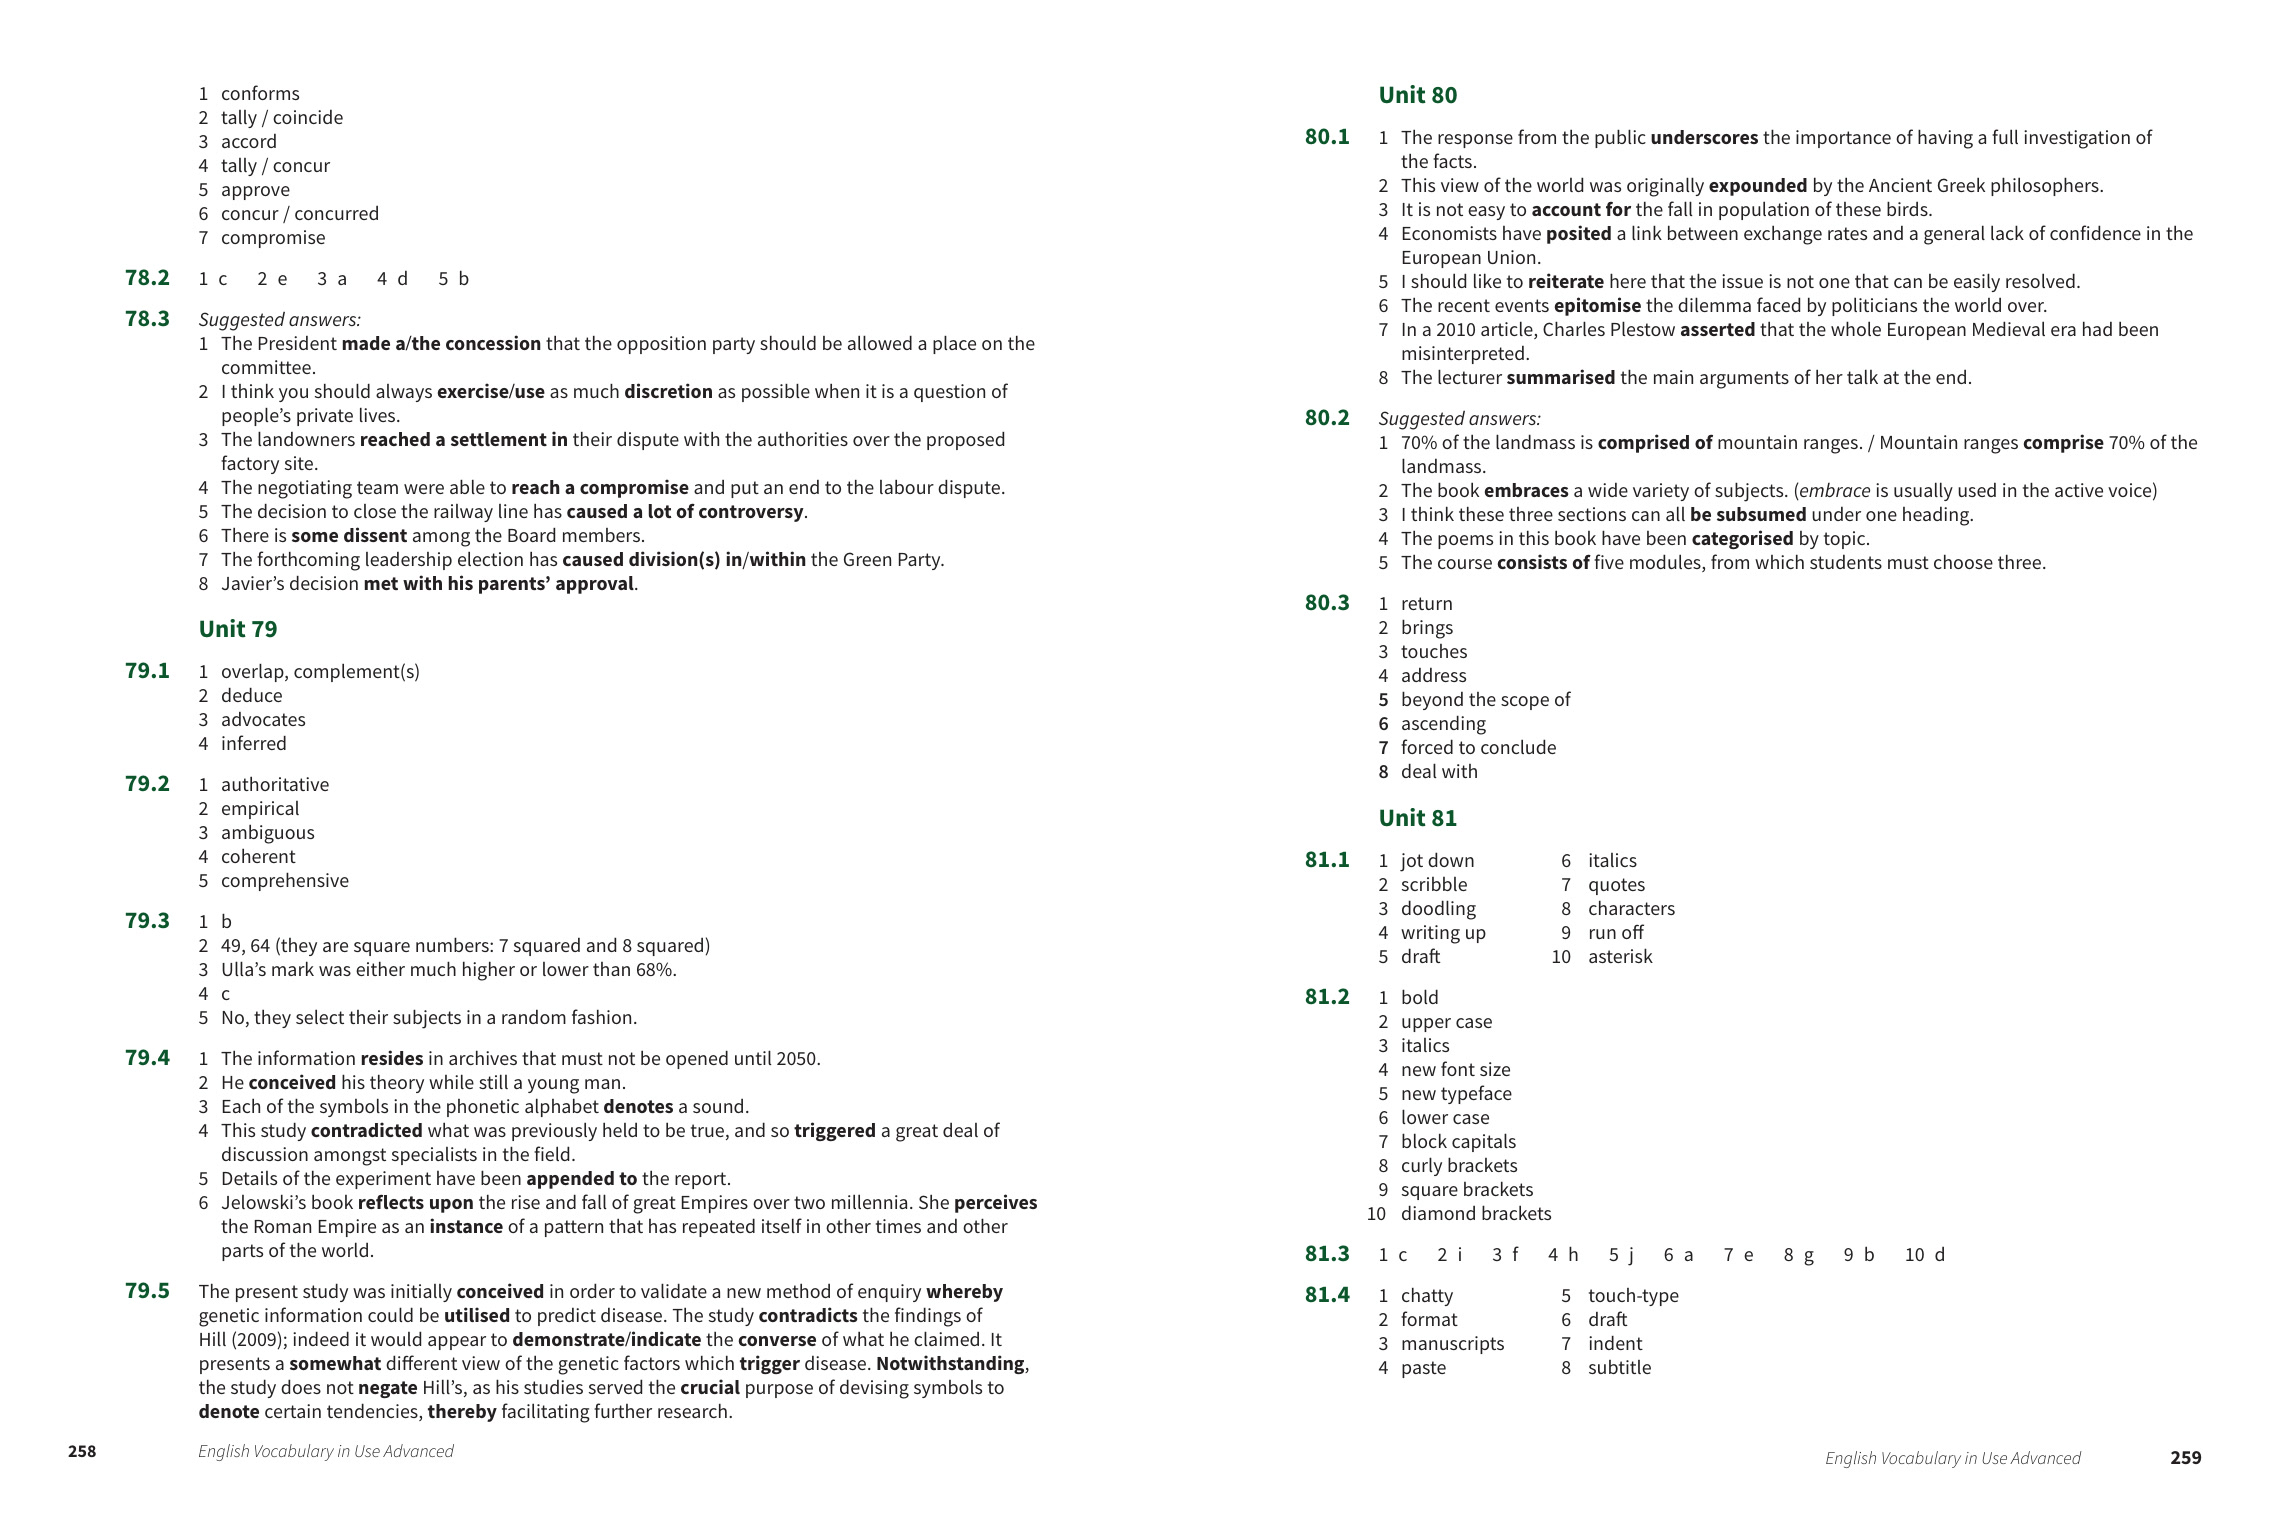 1 conforms
2 tally / coincide
3 accord
4 tally / concur
5 approve
6 concur / concurred
7 compromise
78.2 1 c 2 e 3 a 4 d 5 b
78.3 Suggested answers:
1 The President made a/the concession that the opposition party should be allowed a place on the
committee.
2 I think you should always exercise/use as much discretion as possible when it is a question of
people’s private lives.
3 The landowners reached a settlement in their dispute with the authorities over the proposed
factory site.
4 The negotiating team were able to reach a compromise and put an end to the labour dispute.
5 The decision to close the railway line has caused a lot of controversy.
6 There is some dissent among the Board members.
7 The forthcoming leadership election has caused division(s) in/within the Green Party.
8 Javier’s decision met with his parents’ approval.
Unit 79
79.1 1 overlap, complement(s)
2 deduce
3 advocates
4 inferred
79.2 1 authoritative
2 empirical
3 ambiguous
4 coherent
5 comprehensive
79.3 1 b
2 49, 64 (they are square numbers: 7 squared and 8 squared)
3 Ulla’s mark was either much higher or lower than 68%.
4 c
5 No, they select their subjects in a random fashion.
79.4 1 The information resides in archives that must not be opened until 2050.
2 He conceived his theory while still a young man.
3 Each of the symbols in the phonetic alphabet denotes a sound.
4 This study contradicted what was previously held to be true, and so triggered a great deal of
discussion amongst specialists in the field.
5 Details of the experiment have been appended to the report.
6 Jelowski’s book reflects upon the rise and fall of great Empires over two millennia. She perceives
the Roman Empire as an instance of a pattern that has repeated itself in other times and other
parts of the world.
79.5 The present study was initially conceived in order to validate a new method of enquiry whereby
genetic information could be utilised to predict disease. The study contradicts the findings of
Hill (2009); indeed it would appear to demonstrate/indicate the converse of what he claimed. It
presents a somewhat different view of the genetic factors which trigger disease. Notwithstanding,
the study does not negate Hill’s, as his studies served the crucial purpose of devising symbols to
denote certain tendencies, thereby facilitating further research.
258 English Vocabulary in Use Advanced
Unit 80
80.1 1 The response from the public underscores the importance of having a full investigation of
the facts.
2 This view of the world was originally expounded by the Ancient Greek philosophers.
3 It is not easy to account for the fall in population of these birds.
4 Economists have posited a link between exchange rates and a general lack of confidence in the
European Union.
5 I should like to reiterate here that the issue is not one that can be easily resolved.
6 The recent events epitomise the dilemma faced by politicians the world over.
7 In a 2010 article, Charles Plestow asserted that the whole European Medieval era had been
misinterpreted.
8 The lecturer summarised the main arguments of her talk at the end.
80.2 Suggested answers:
1 70% of the landmass is comprised of mountain ranges. / Mountain ranges comprise 70% of the
landmass.
2 The book embraces a wide variety of subjects. (embrace is usually used in the active voice)
3 I think these three sections can all be subsumed under one heading.
4 The poems in this book have been categorised by topic.
5 The course consists of five modules, from which students must choose three.
80.3 1 return
2 brings
3 touches
4 address
5 beyond the scope of
6 ascending
7 forced to conclude
8 deal with
Unit 81
81.1 1 jot down 6 italics
2 scribble 7 quotes
3 doodling 8 characters
4 writing up 9 run off
5 draft 10 asterisk
81.2 1 bold
2 upper case
3 italics
4 new font size
5 new typeface
6 lower case
7 block capitals
8 curly brackets
9 square brackets
10 diamond brackets
81.3 1 c 2 i 3 f 4 h 5 j 6 a 7 e 8 g 9 b 10 d
81.4 1 chatty 5 touch-type
2 format 6 draft
3 manuscripts 7 indent
4 paste 8 subtitle
English Vocabulary in Use Advanced 259